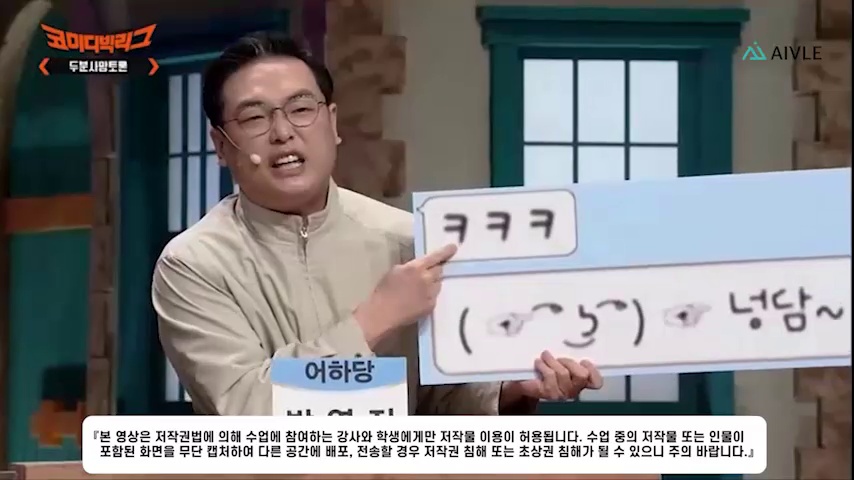 코미디빅리그
두분사망토론
AIVLE
ㅋㅋㅋ
넝담~
어하당
『본 영상은 저작권법에 의해 수업에 참여하는 강사와 학생에게만 저작물 이용이 허용됩니다. 수업 중의 저작물 또는 인물이
포함된 화면을 무단 캡처하여 다른 공간에 배포, 전송할 경우 저작권 침해 또는 초상권 침해가 될 수 있으니 주의 바랍니다.』